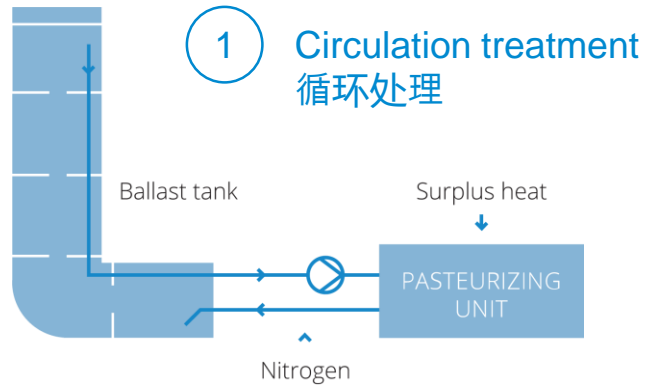 1
Circulation treatment
循环处理
Ballast tank
Surplus heat
PASTEURIZING
UNIT
Nitrogen